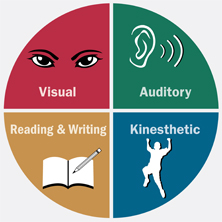 Visual
Auditory
Reading & Writing
Kinesthetic